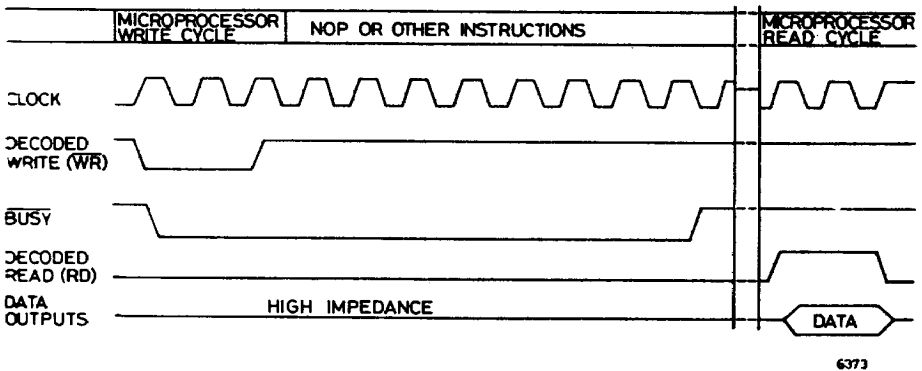 MICROPROCESSOR
WRITE CYCLE
NOP OR OTHER INSTRUCTIONS
MICROPROCESSOR
READ CYCLE
CLOCK
DECODED
WRITE (WR)
BUSY
DECODED
READ (RD)
DATA
OUTPUTS
HIGH IMPEDANCE
DATA
6373